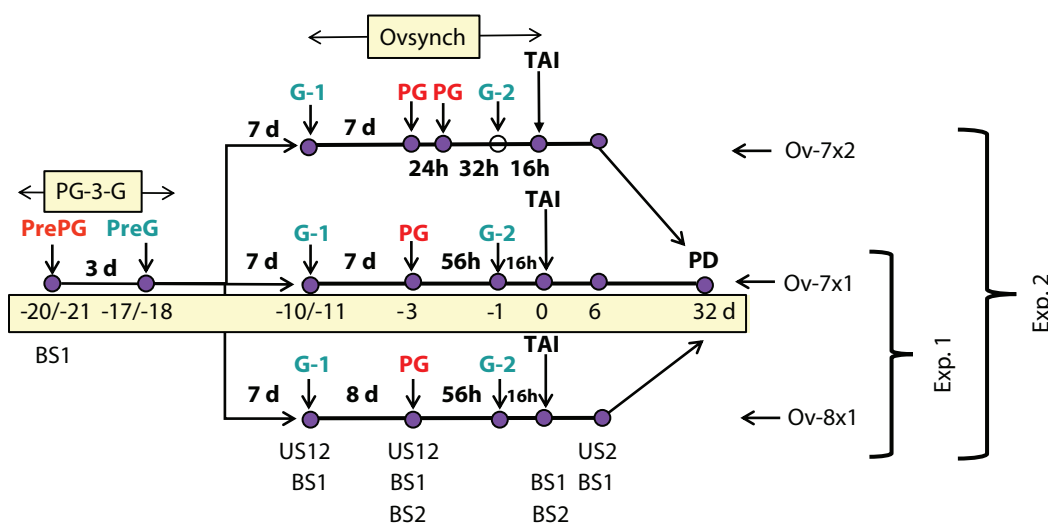 Ovsynch
TAI
G-1 PG PG G-2
7 d 7 d
24h 32h 16h
Ov-7x2
PG-3-G
PrePG PreG
3 d
TAI
G-1 PG G-2
7 d 7 d 56h 16h
PD
Ov-7x1
-20/-21 -17/-18 -10/-11 -3 -1 0 6 32 d
BS1
TAI
G-1 PG G-2
7 d 8 d 56h 16h
Ov-8x1
US12 US12 US2
BS1 BS1 BS1 BS1
BS2 BS2
Exp. 1
Exp. 2